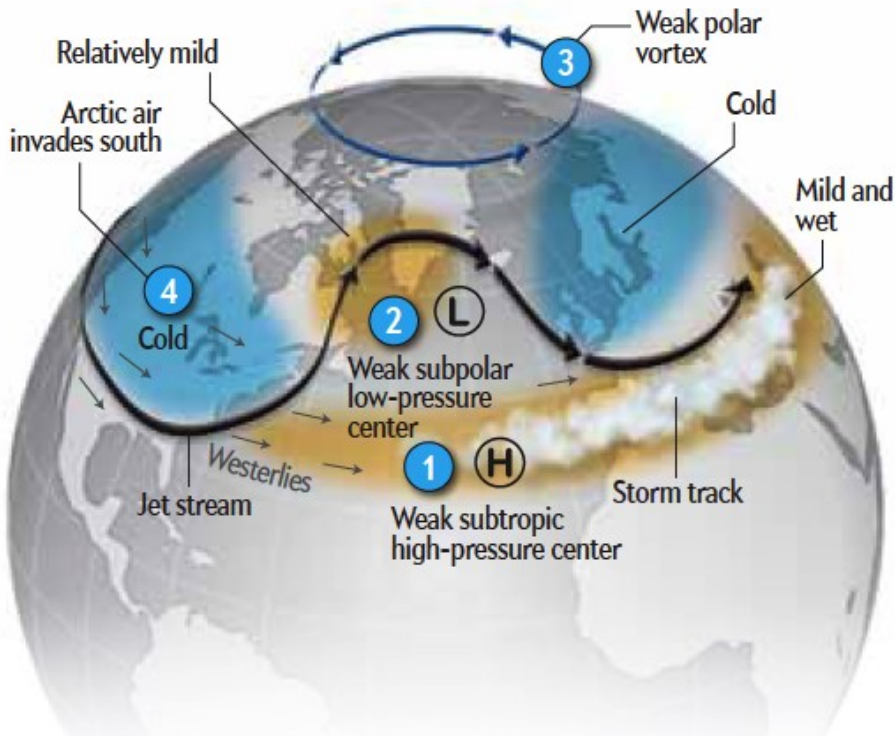 Relatively mild
3
Weak polar
vortex
Arctic air
invades south
Cold
Mild and
wet
4
Cold
2
L
Weak subpolar
low-pressure
center
1
H
Westerlies
Jet stream
Storm track
Weak subtropic
high-pressure center